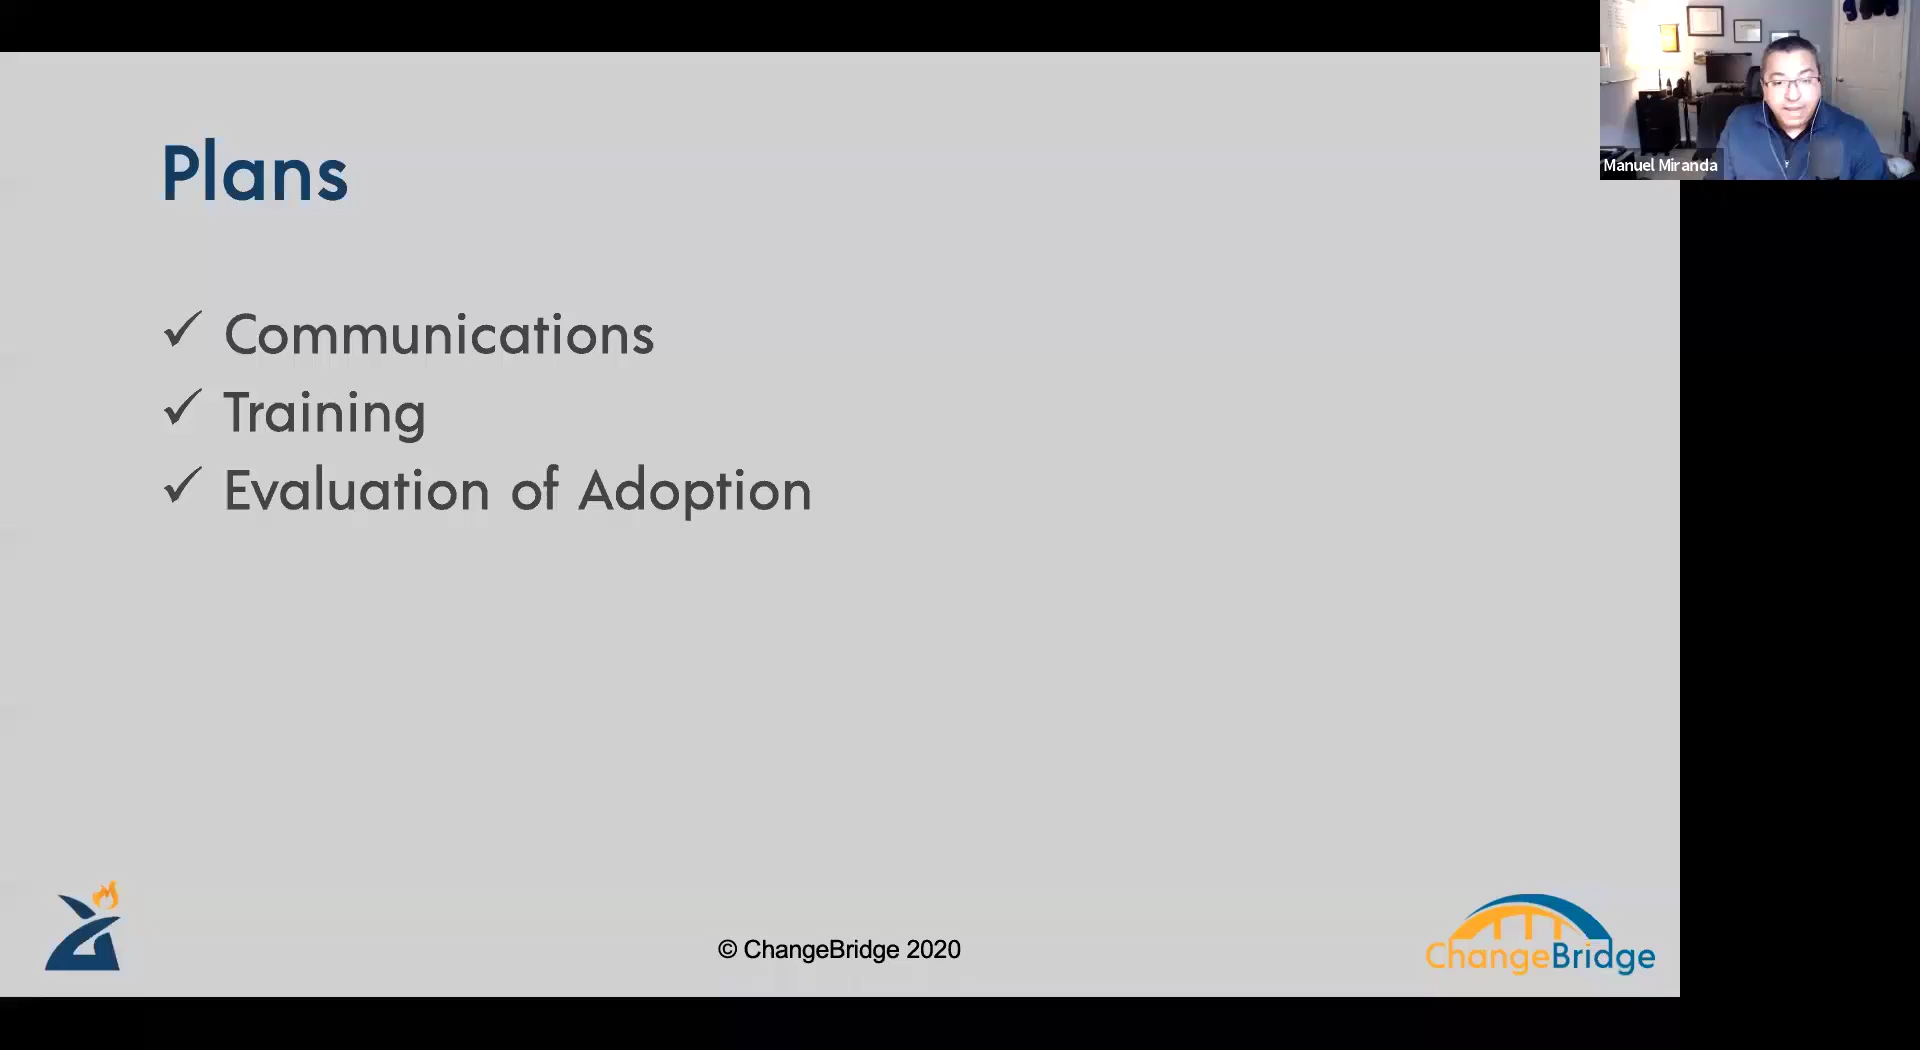 Plans
✓ Communications
✓ Training
✓ Evaluation of Adoption
© ChangeBridge 2020
ChangeBridge
Manuel Miranda